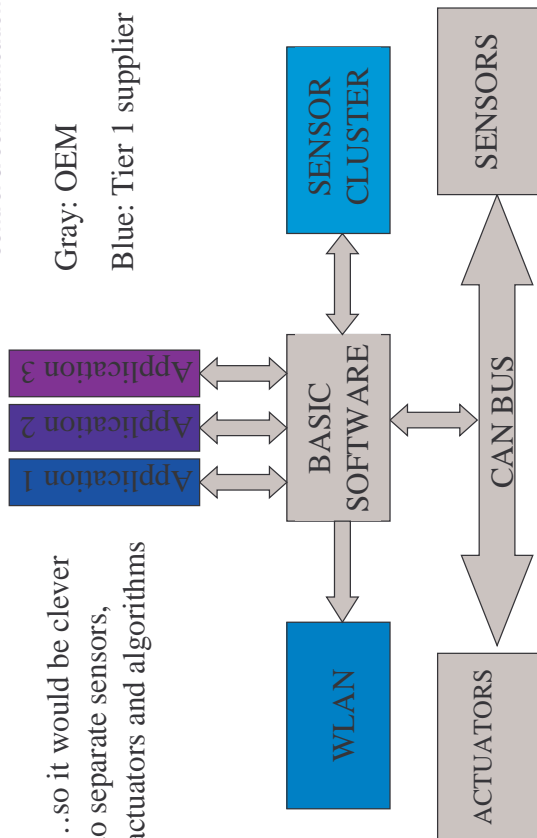 Gray: OEM
Blue: Tier 1 supplier
…so it would be clever
o separate sensors,
actuators and algorithms
Application 1
Application 2
Application 3
WLAN
BASIC
SOFTWARE
SENSOR
CLUSTER
ACTUATORS
CAN BUS
SENSORS